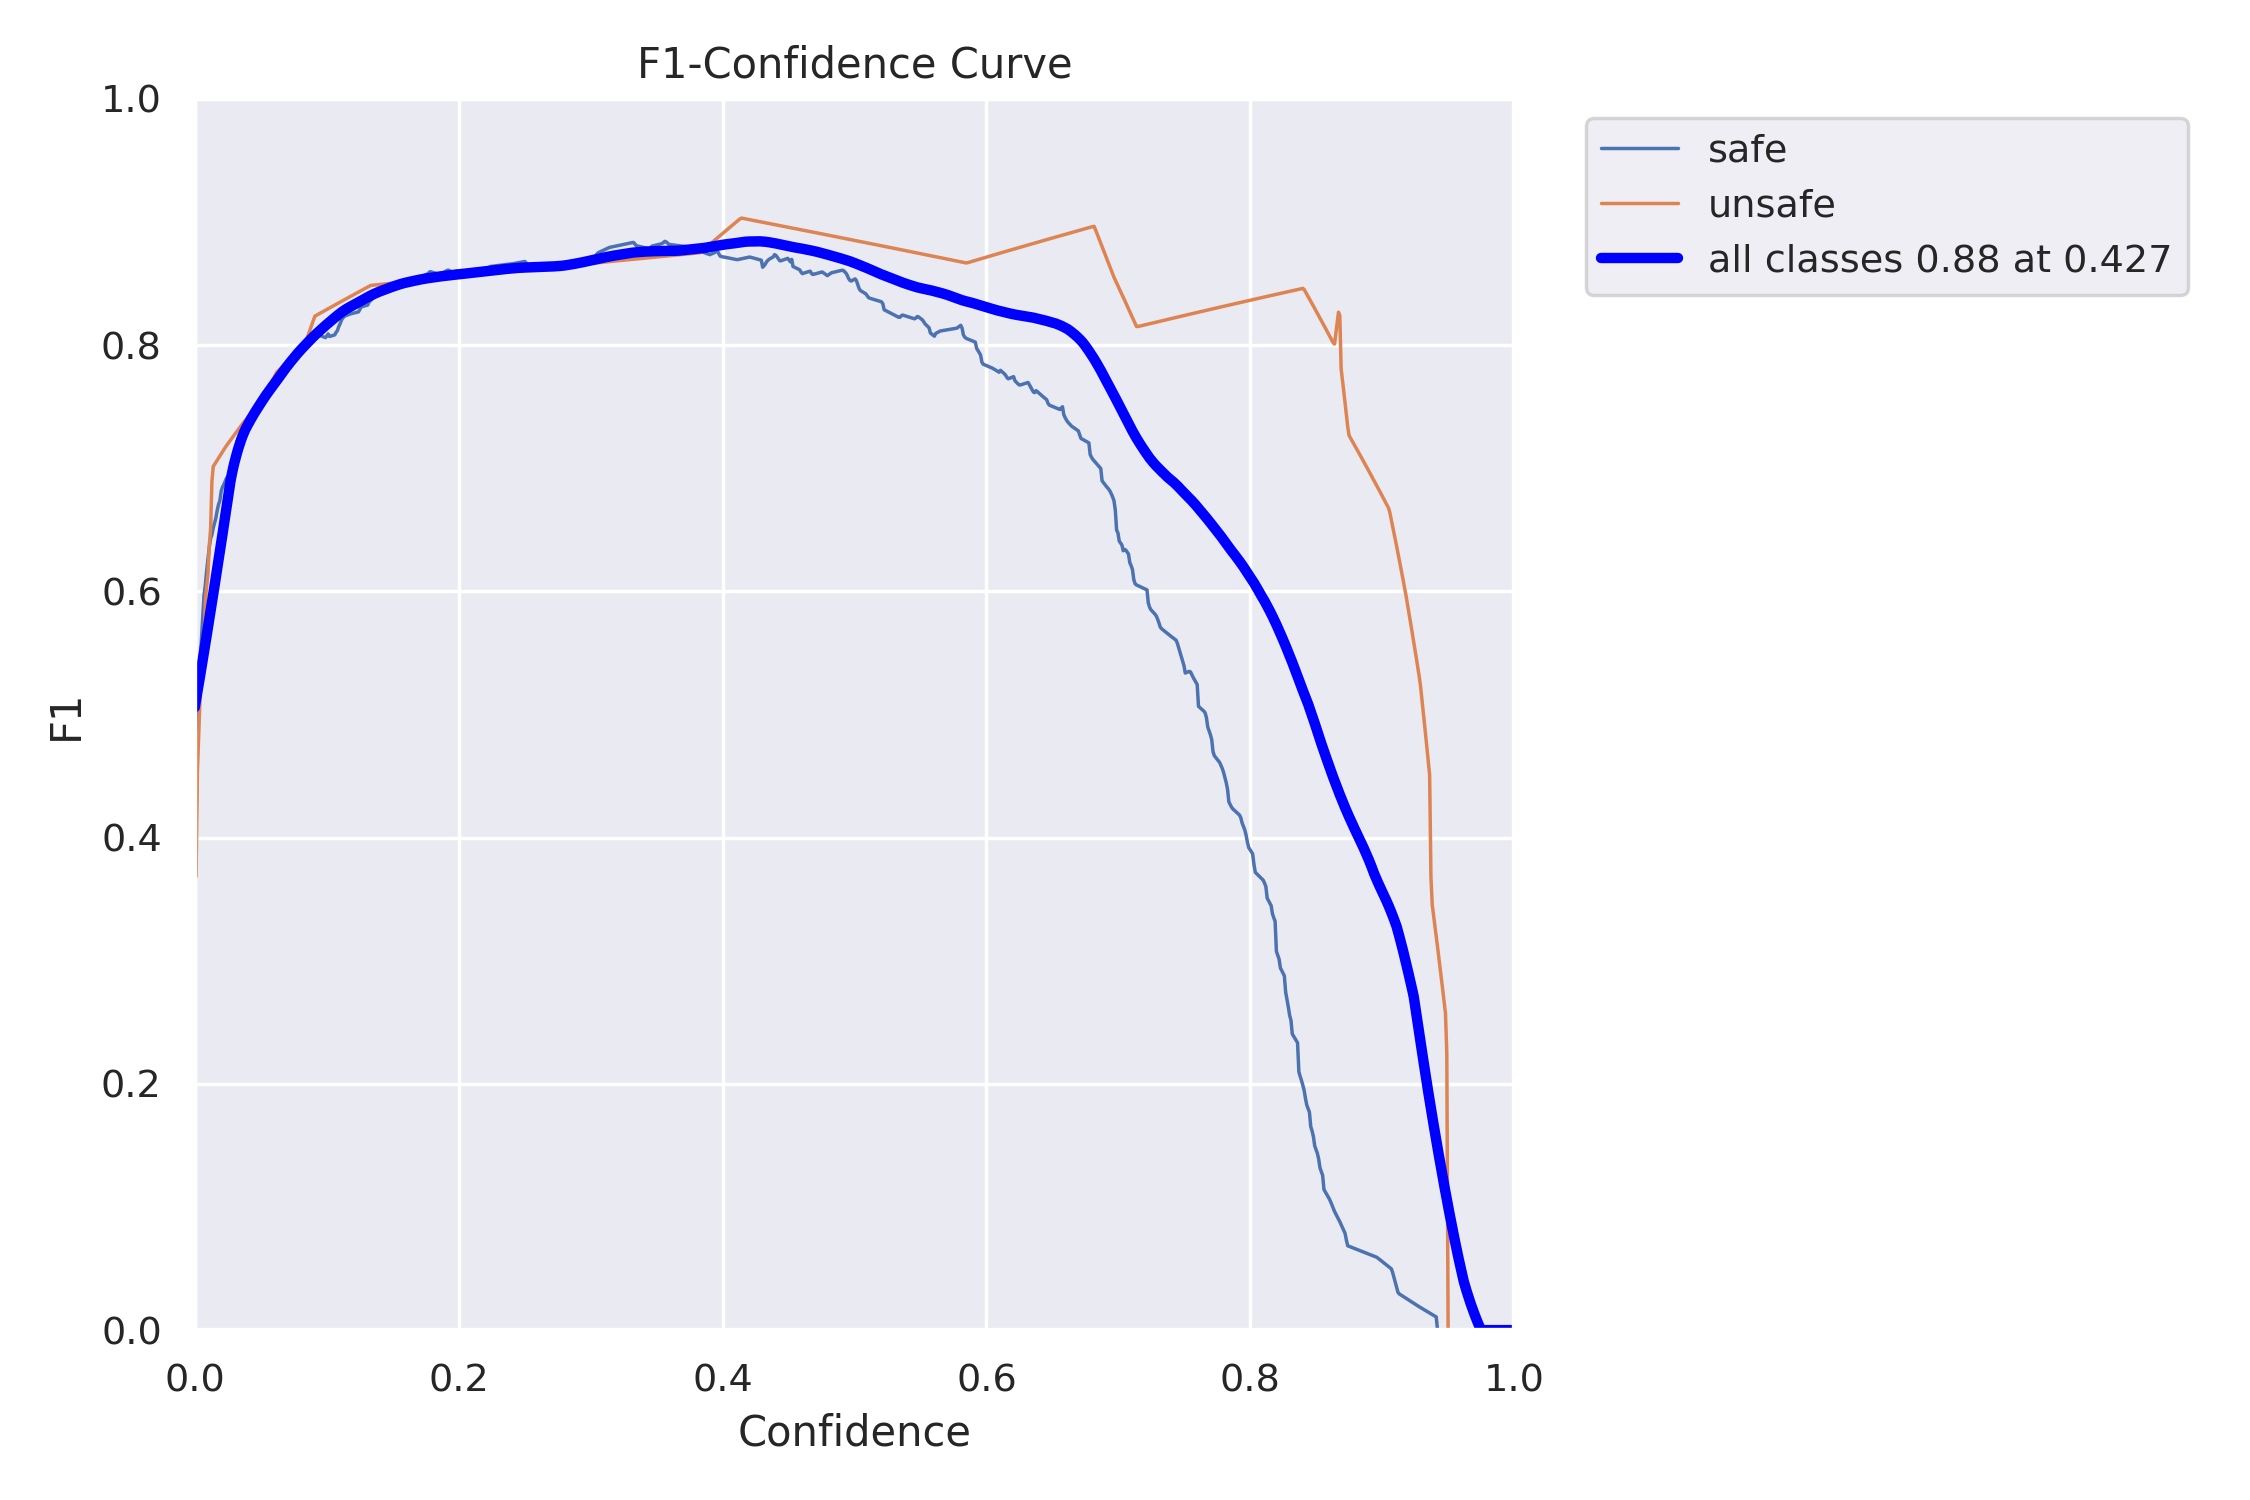 F1-Confidence Curve
1.0
0.8
0.6
0.4
0.2
0.0
F1
0.0 0.2 0.4 0.6 0.8 1.0
Confidence
safe
unsafe
all classes 0.88 at 0.427